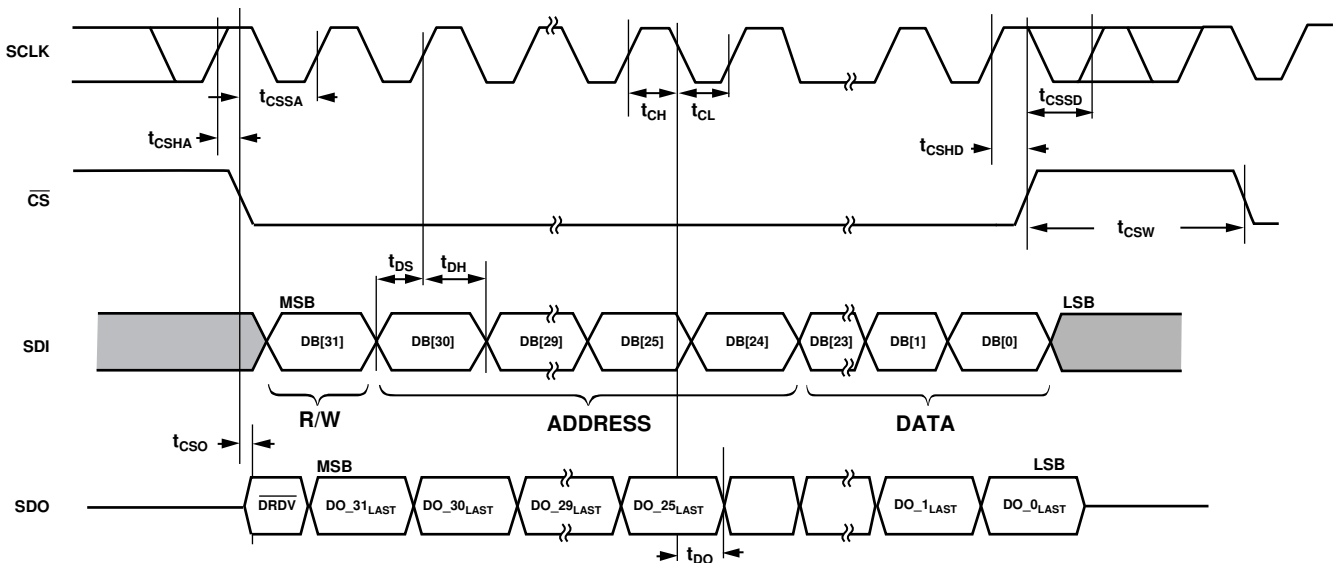 SCLK
tCSSA
tCSHA
tCH
tCL
tCSSD
tCSHD
CS
tCSW
tDS
tDH
MSB
LSB
SDI
DB[31]
DB[30]
DB[29]
DB[25]
DB[24]
DB[23]
DB[1]
DB[0]
R/W
ADDRESS
DATA
tCSO
MSB
LSB
SDO
DRDV
DO_31LAST
DO_30LAST
DO_29LAST
DO_25LAST
DO_1LAST
DO_0LAST
tDO